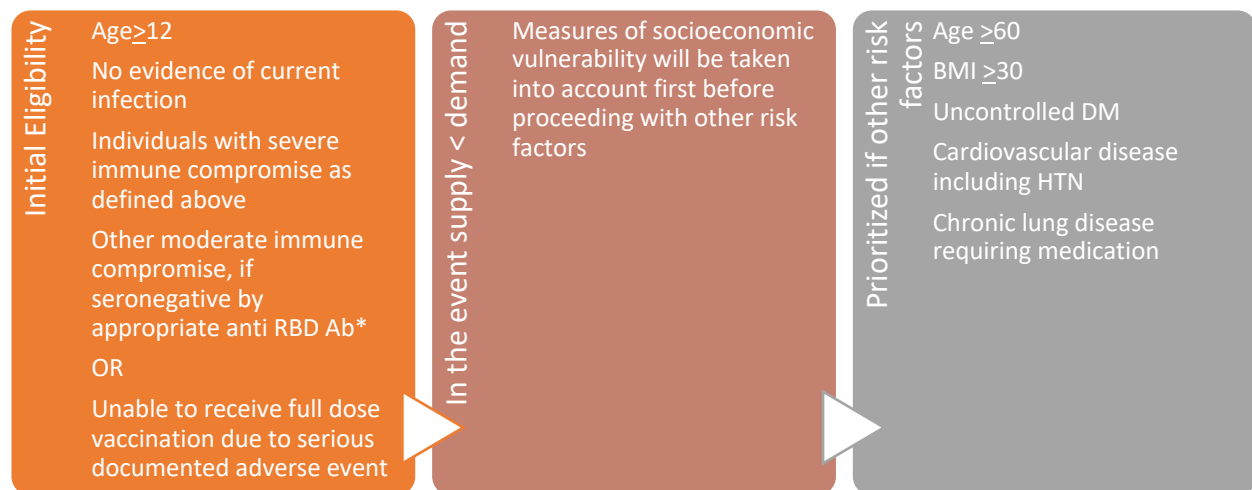 Initial Eligibility
Age≥12
No evidence of current
infection
Individuals with severe
immune compromise as
defined above
Other moderate immune
compromise, if
seronegative by
appropriate anti RBD Ab*
OR
Unable to receive full dose
vaccination due to serious
documented adverse event
In the event supply < demand
Measures of socioeconomic
vulnerability will be taken
into account first before
proceeding with other risk
factors
Prioritized if other risk
factors
Age ≥60
BMI ≥30
Uncontrolled DM
Cardiovascular disease
including HTN
Chronic lung disease
requiring medication